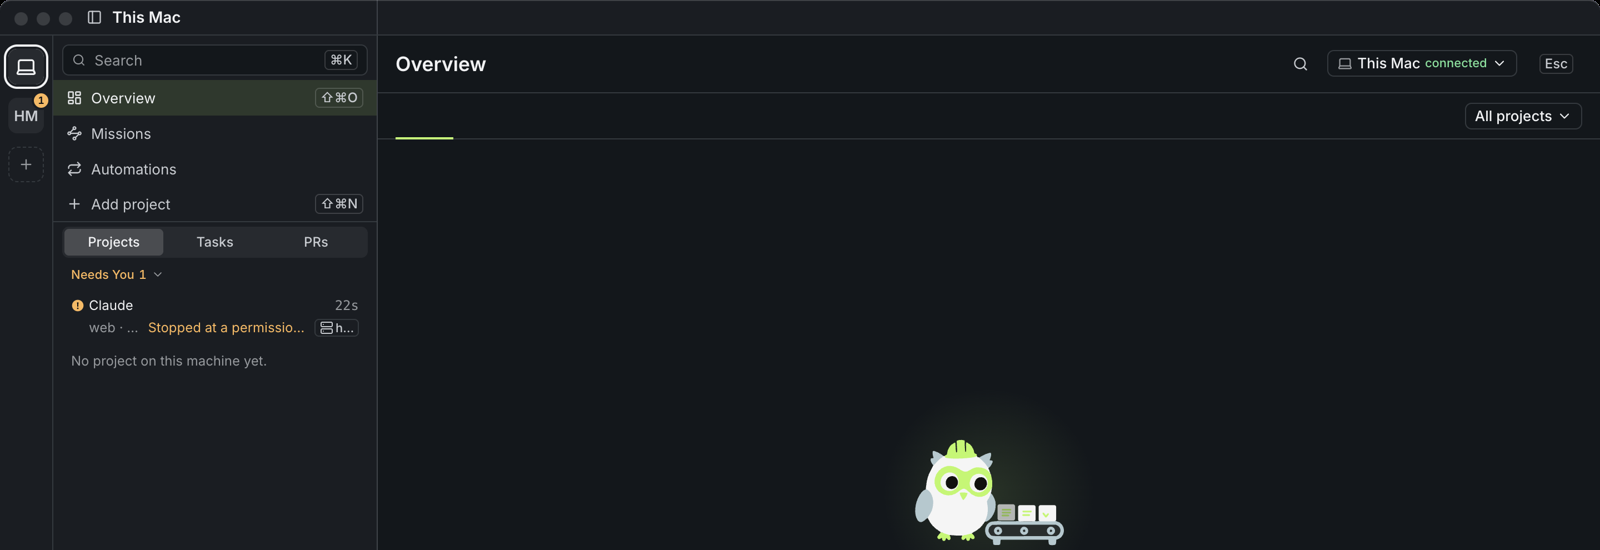 This Mac
Search ⌘K
Overview ⇧⌘O
HM 1
Missions
Automations
Add project ⇧⌘N
Projects Tasks PRs
Needs You 1
Claude 22s
web · ... Stopped at a permissio... h...
No project on this machine yet.
Overview
This Mac connected Esc
All projects